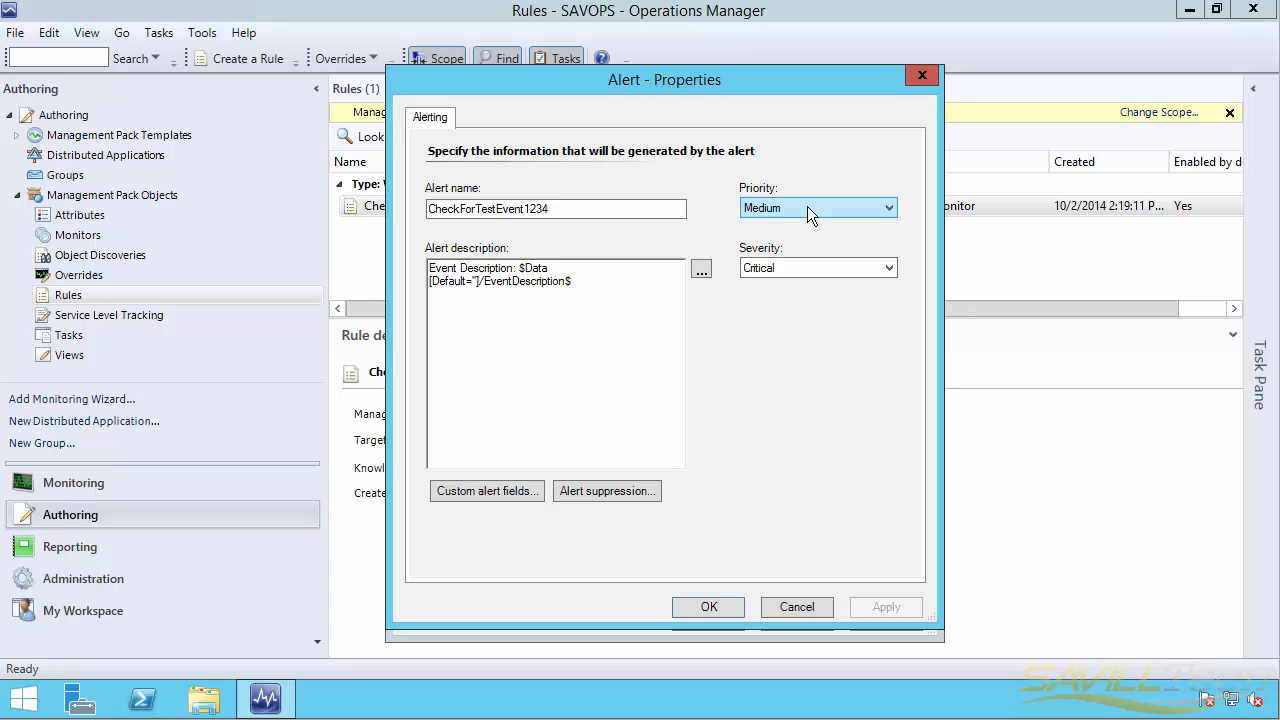 Rules - SAVOPS - Operations Manager
File Edit View Go Tasks Tools Help
Search Create a Rule Overrides Scope Find Tasks
Authoring
Authoring
Management Pack Templates
Distributed Applications
Groups
Management Pack Objects
Attributes
Monitors
Object Discoveries
Overrides
Rules
Service Level Tracking
Tasks
Views
Add Monitoring Wizard...
New Distributed Application...
New Group...
Monitoring
Authoring
Reporting
Administration
My Workspace
Ready
Rules (1)
Manag
Change Scope...
Look
Name Created Enabled by d
Type: W
Che onitor 10/2/2014 2:19:11 P... Yes
Rule de
Che
Manag
Target
Knowl
Create
Task Pane
Alert - Properties
Alerting
Specify the information that will be generated by the alert
Alert name:
CheckForTestEvent1234
Priority:
Medium
Alert description:
Event Description: $Data
[Default='']/EventDescription$
...
Severity:
Critical
Custom alert fields... Alert suppression...
OK Cancel Apply
SAVILLTech